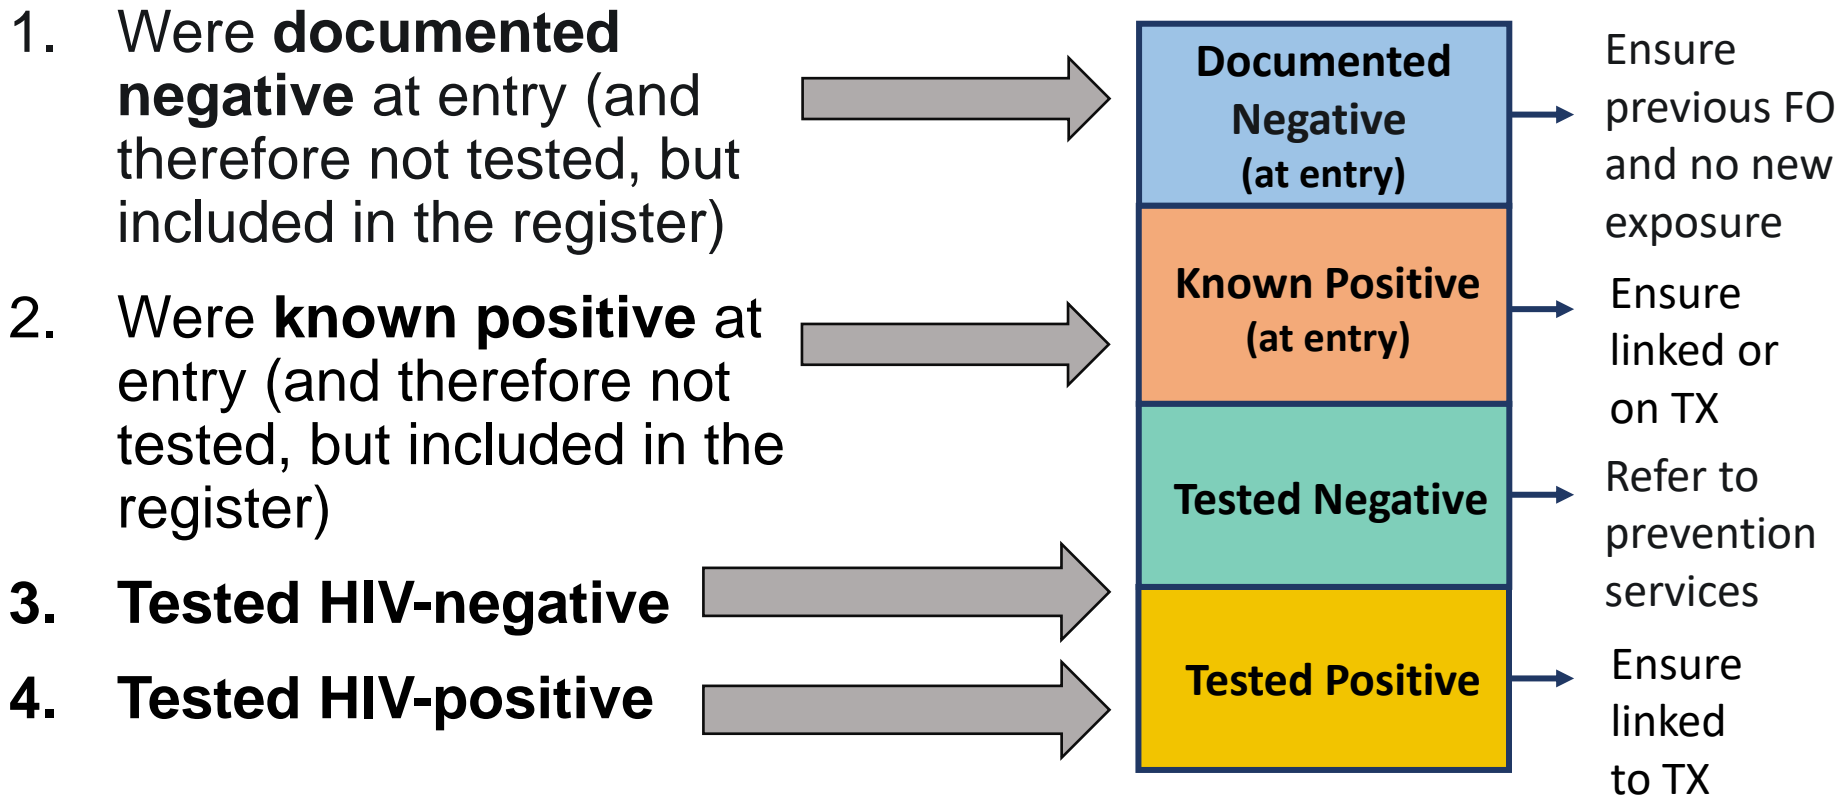 1. Were documented
negative at entry (and
therefore not tested, but
included in the register)
2. Were known positive at
entry (and therefore not
tested, but included in the
register)
3. Tested HIV-negative
4. Tested HIV-positive
Documented
Negative
(at entry)
Known Positive
(at entry)
Tested Negative
Tested Positive
Ensure
previous FO
and no new
exposure
Ensure
linked or
on TX
Refer to
prevention
services
Ensure
linked
to TX